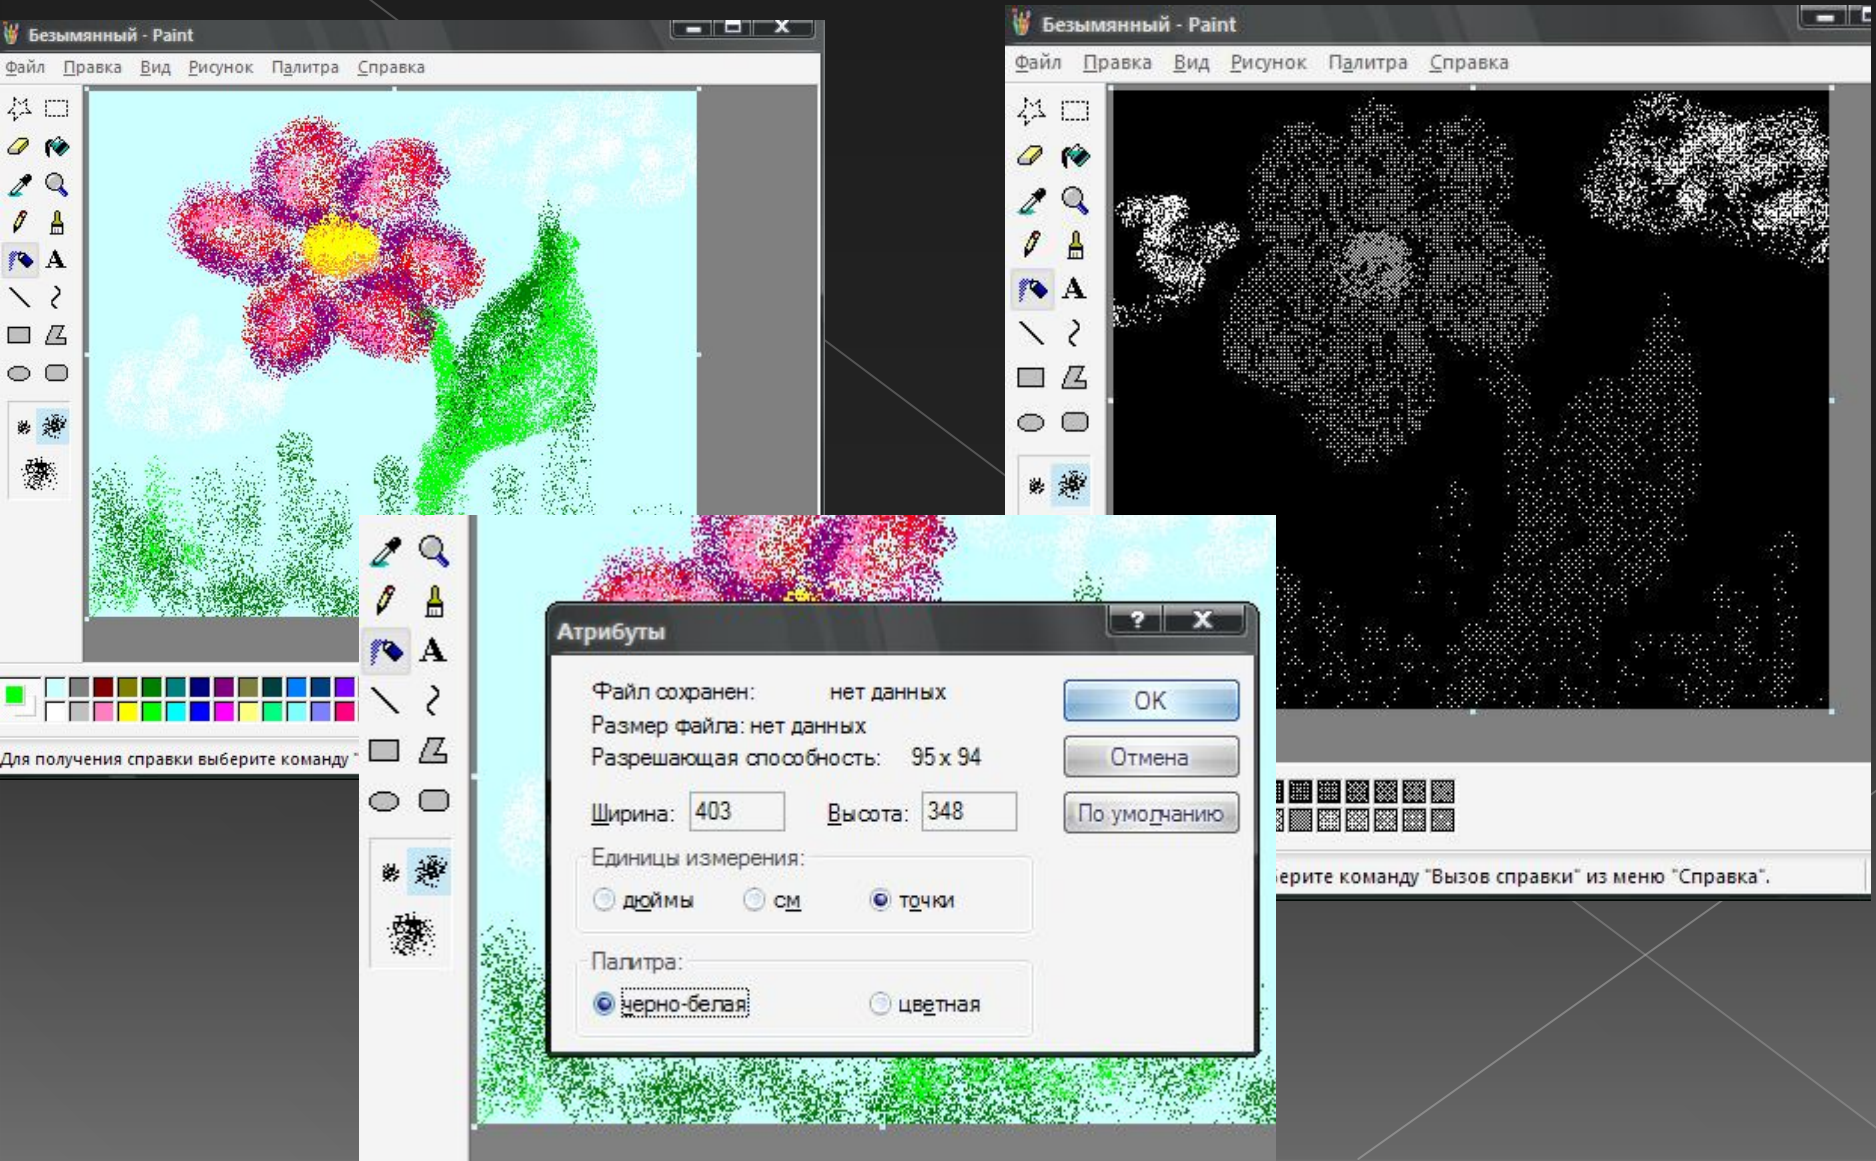 Безымянный - Paint
Файл Правка Вид Рисунок Палитра Справка
A
Для получения справки выберите команду "
Безымянный - Paint
Файл Правка Вид Рисунок Палитра Справка
A
ерите команду "Вызов справки" из меню "Справка".
A
Атрибуты
? X
Файл сохранен: нет данных
Размер файла: нет данных
Разрешающая способность: 95 x 94
Ширина: 403 Высота: 348
Единицы измерения:
дюймы см точки
Палитра:
черно-белая цветная
OK
Отмена
По умолчанию